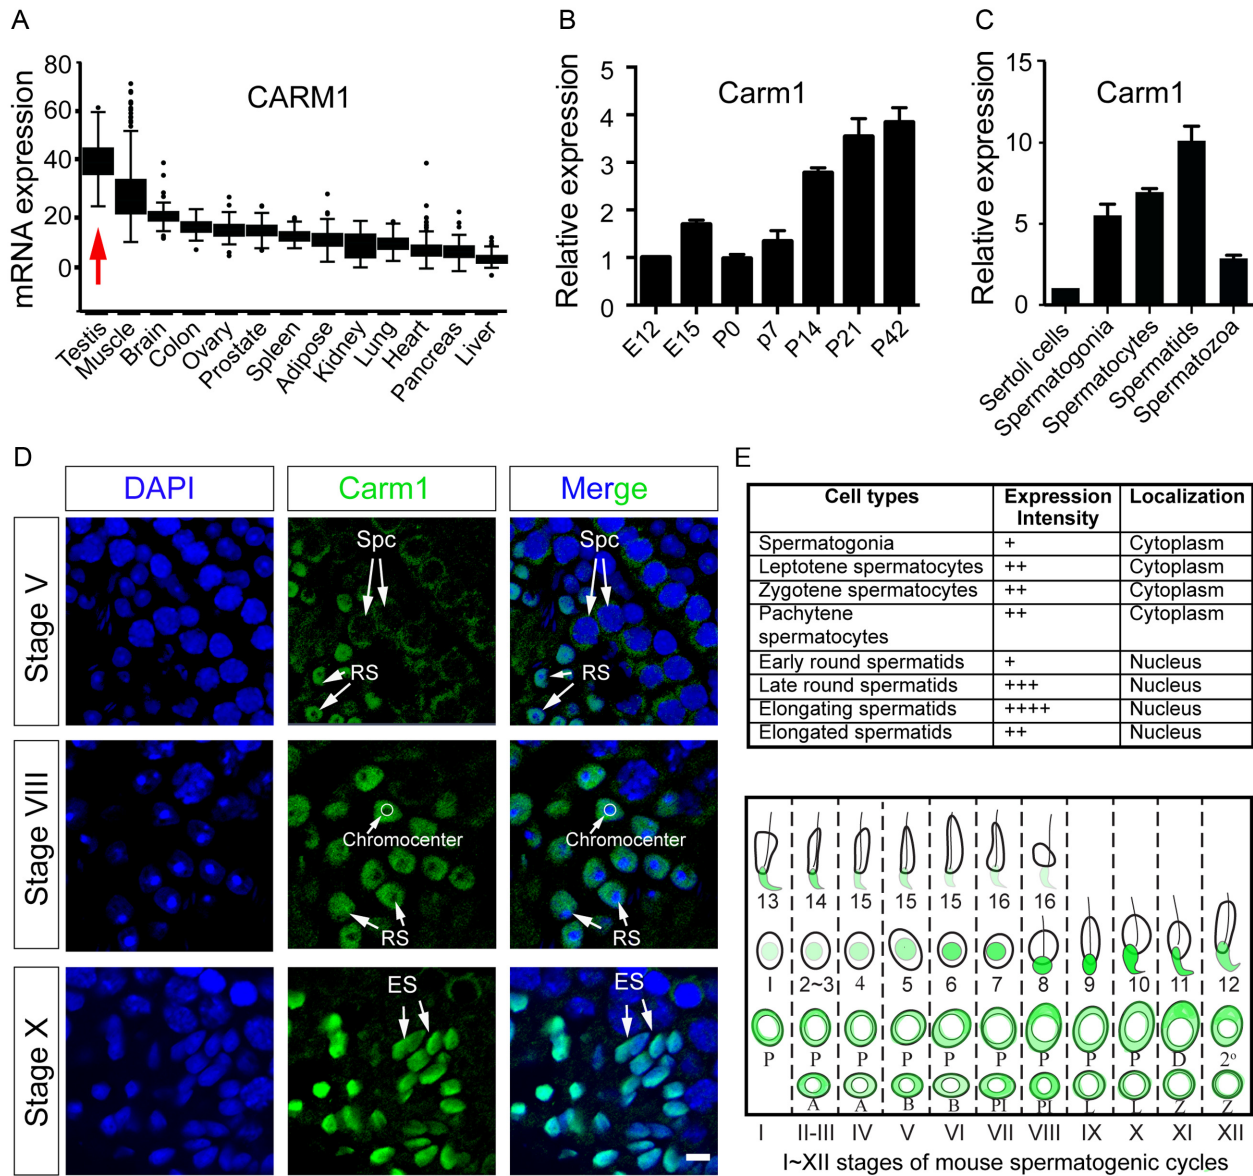 A
CARM1
mRNA expression
80
60
40
20
0
Testis
Muscle
Brain
Colon
Ovary
Prostate
Spleen
Adipose
Kidney
Lung
Heart
Pancreas
Liver
B
Carm1
Relative expression
5
4
3
2
1
0
E12
E15
P0
p7
P14
P21
P42
C
Carm1
Relative expression
15
10
5
0
Sertoli cells
Spermatogonia
Spermatocytes
Spermatids
Spermatozoa
D
DAPI
Carm1
Merge
Stage V
Spc
RS
Spc
RS
Stage VIII
Chromocenter
RS
Chromocenter
RS
Stage X
ES
ES
E
Cell types Expression Intensity Localization
Spermatogonia + Cytoplasm
Leptotene spermatocytes ++ Cytoplasm
Zygotene spermatocytes ++ Cytoplasm
Pachytene spermatocytes ++ Cytoplasm
Early round spermatids + Nucleus
Late round spermatids +++ Nucleus
Elongating spermatids ++++ Nucleus
Elongated spermatids ++ Nucleus
13 14 15 15 15 16 16
I 2~3 4 5 6 7 8 9 10 11 12
P P P P P P P P P D 2º
A A B B Pl Pl L L Z Z
I II-III IV V VI VII VIII IX X XI XII
I~XII stages of mouse spermatogenic cycles